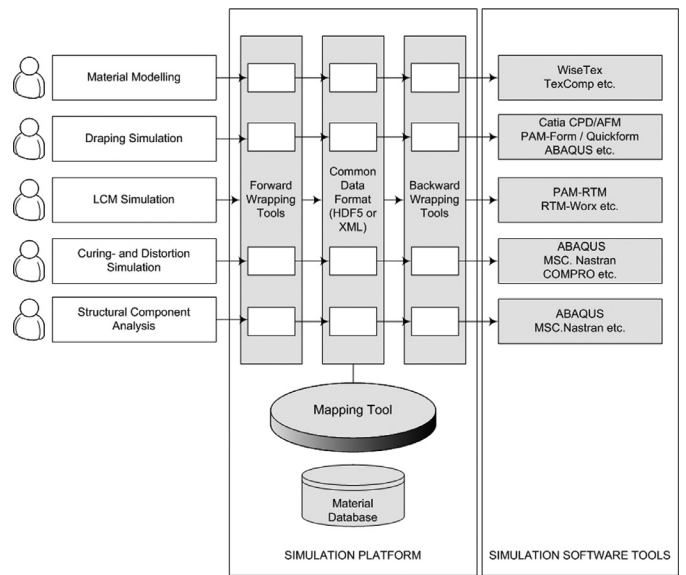 Material Modelling
WiseTex
TexComp etc.
Draping Simulation
Catia CPD/AFM
PAM-Form / Quickform
ABAQUS etc.
LCM Simulation
Forward
Wrapping
Tools
Common
Data
Format
(HDF5 or
XML)
Backward
Wrapping
Tools
PAM-RTM
RTM-Worx etc.
Curing- and Distortion
Simulation
ABAQUS
MSC. Nastran
COMPRO etc.
Structural Component
Analysis
ABAQUS
MSC.Nastran etc.
Mapping Tool
Material
Database
SIMULATION PLATFORM
SIMULATION SOFTWARE TOOLS